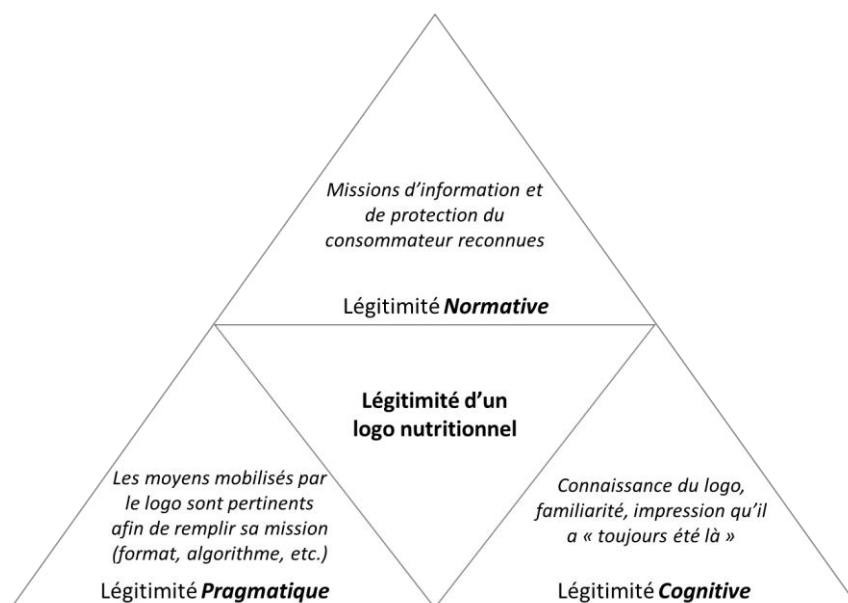 Missions d’information et
de protection du
consommateur reconnues
Légitimité Normative
Légitimité d’un
logo nutritionnel
Les moyens mobilisés par
le logo sont pertinents
afin de remplir sa mission
(format, algorithme, etc.)
Légitimité Pragmatique
Connaissance du logo,
familiarité, impression qu’il
a « toujours été là »
Légitimité Cognitive